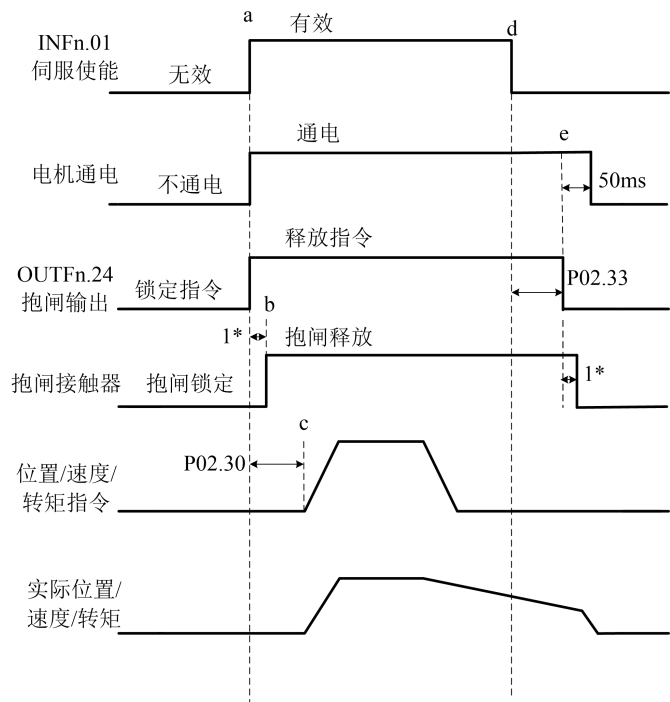 a
有效
d
INFn.01
伺服使能
无效
通电
e
电机通电
不通电
50ms
释放指令
OUTFn.24
抱闸输出
锁定指令
P02.33
b
1*
抱闸释放
抱闸接触器
抱闸锁定
1*
c
P02.30
位置/速度/
转矩指令
实际位置/
速度/转矩